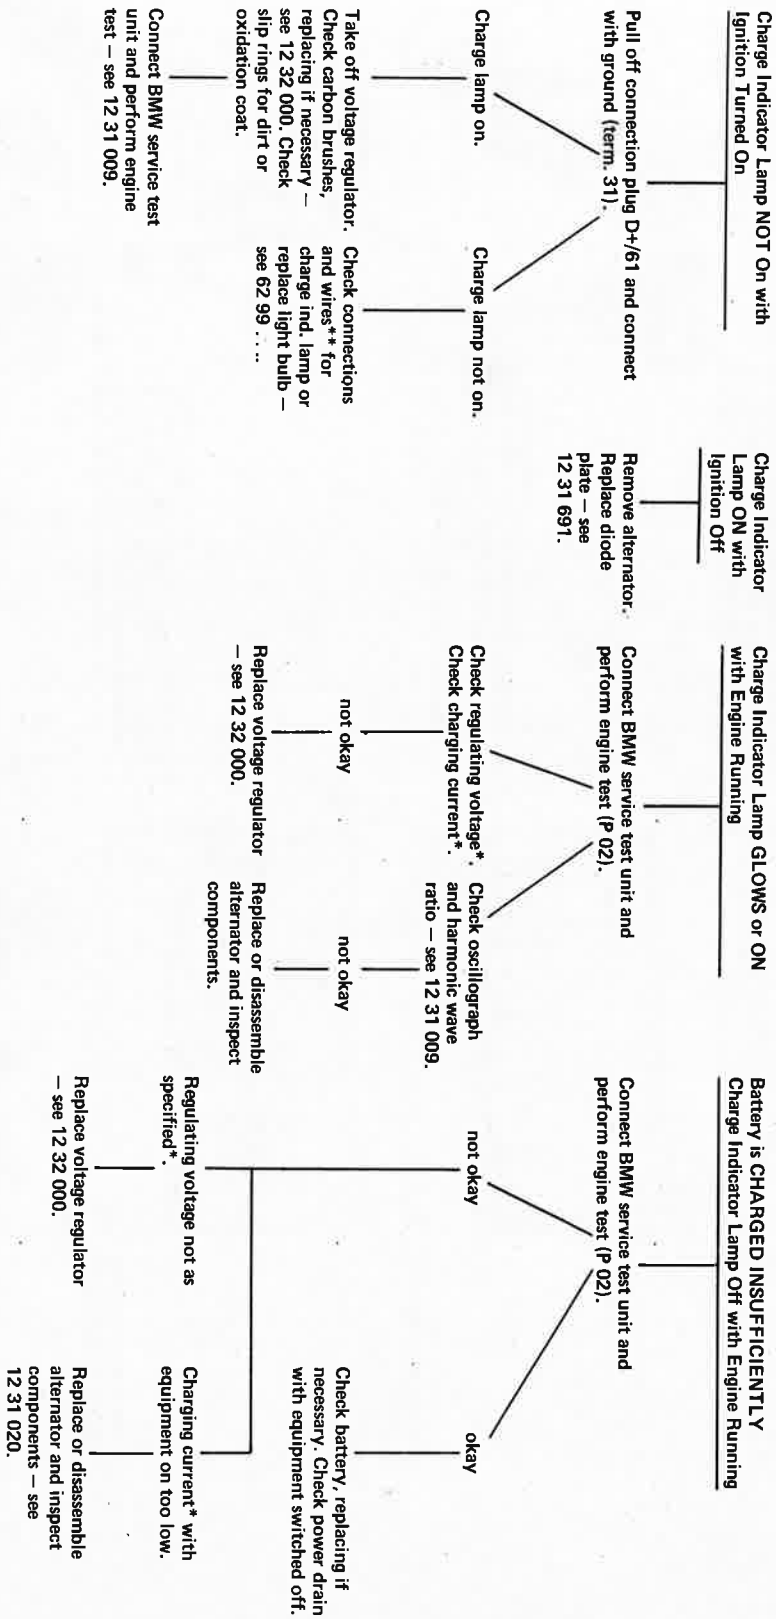 Charge Indicator Lamp NOT On with
Ignition Turned On
Pull off connection plug D+/61 and connect
with ground (term. 31).
Charge lamp on.
Take off voltage regulator.
Check carbon brushes,
replacing if necessary —
see 12 32 000. Check
slip rings for dirt or
oxidation coat.
Connect BMW service test
unit and perform engine
test — see 12 31 009.
Charge lamp not on.
Check connections
and wires** for
charge ind. lamp or
replace light bulb —
see 62 99 . . . .
Charge Indicator
Lamp ON with
Ignition Off
Remove alternator.
Replace diode
plate — see
12 31 691.
Charge Indicator Lamp GLOWS or ON
with Engine Running
Connect BMW service test unit and
perform engine test (P 02).
Check regulating voltage*.
Check charging current*.
not okay
Replace voltage regulator
— see 12 32 000.
Check oscillograph
and harmonic wave
ratio — see 12 31 009.
not okay
Replace or disassemble
alternator and inspect
components.
Battery is CHARGED INSUFFICIENTLY
Charge Indicator Lamp Off with Engine Running
Connect BMW service test unit and
perform engine test (P 02).
not okay
Regulating voltage not as
specified*.
Replace voltage regulator
— see 12 32 000.
Charging current* with
equipment on too low.
Replace or disassemble
alternator and inspect
components — see
12 31 020.
okay
Check battery, replacing if
necessary. Check power drain
with equipment switched off.